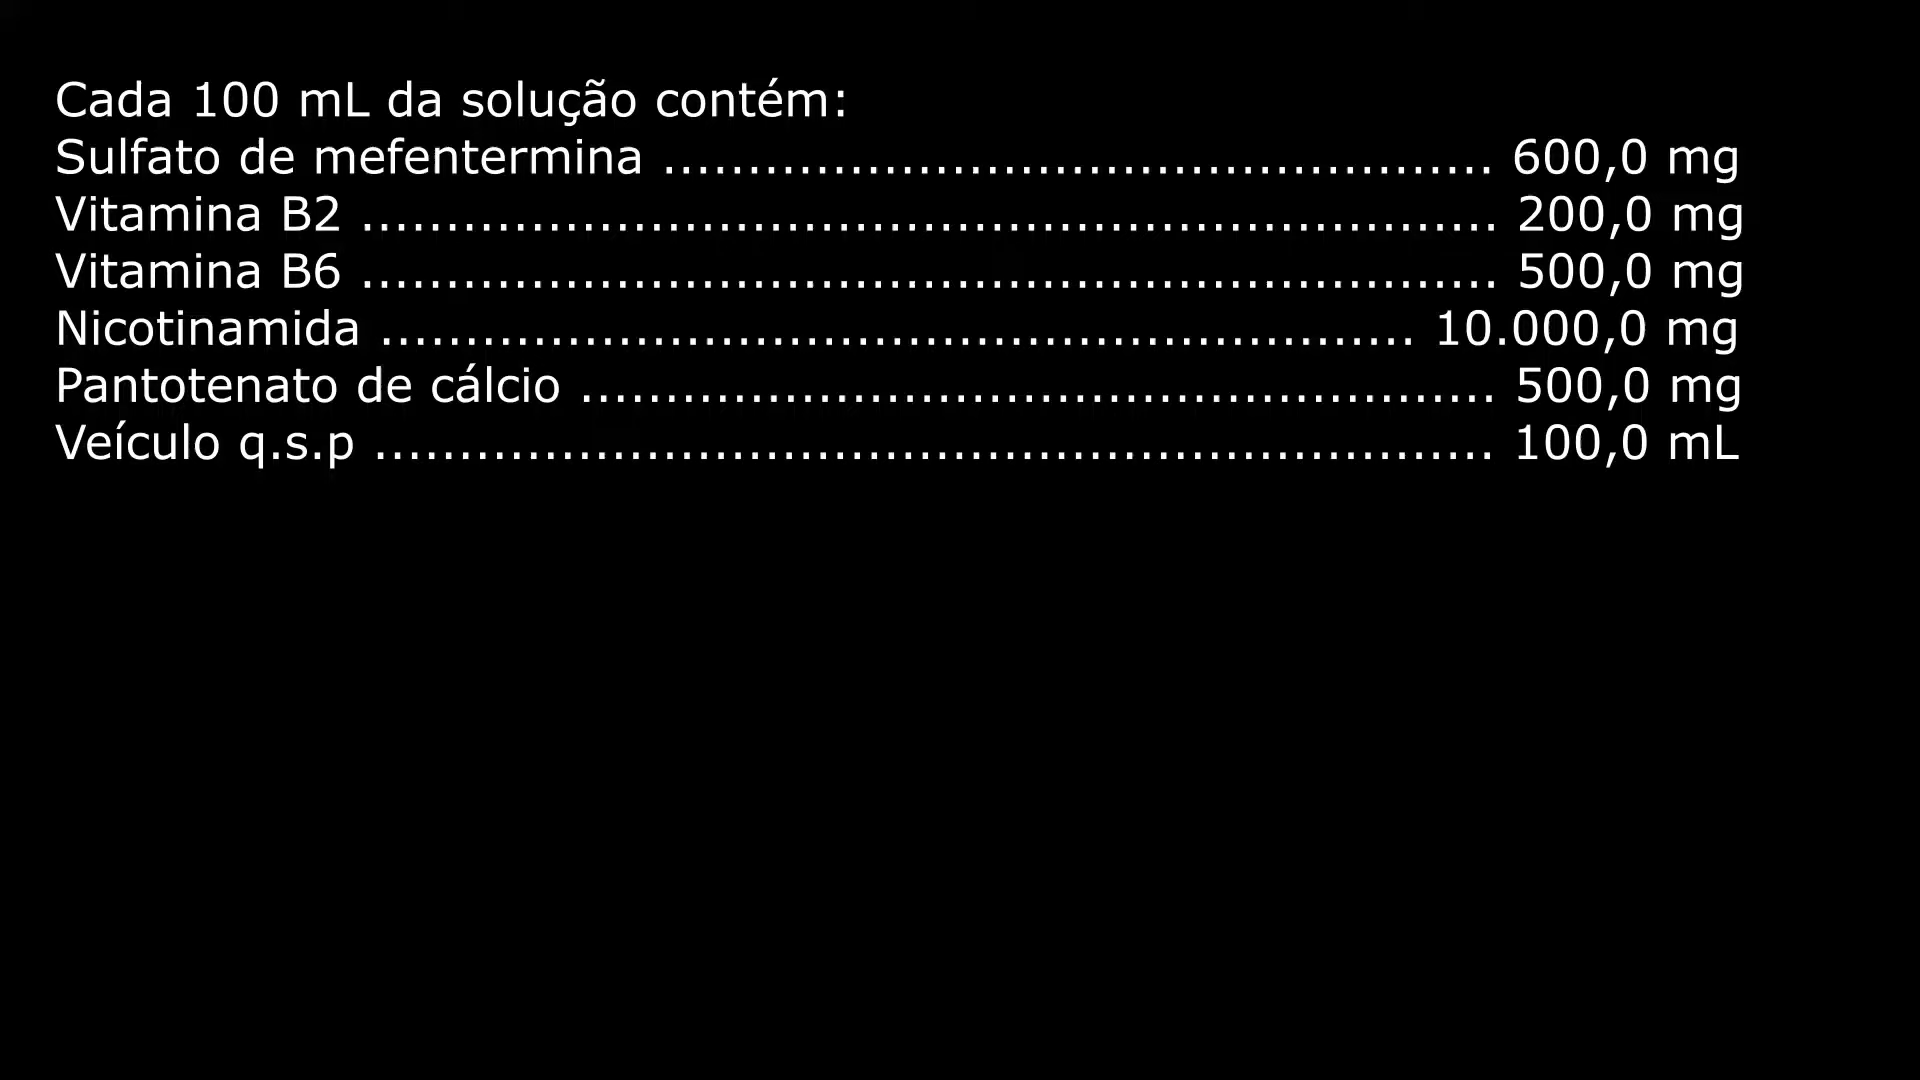 Cada 100 mL da solução contém:
Sulfato de mefentermina ................................................. 600,0 mg
Vitamina B2 ................................................................... 200,0 mg
Vitamina B6 ................................................................... 500,0 mg
Nicotinamida ............................................................. 10.000,0 mg
Pantotenato de cálcio ...................................................... 500,0 mg
Veículo q.s.p .................................................................. 100,0 mL